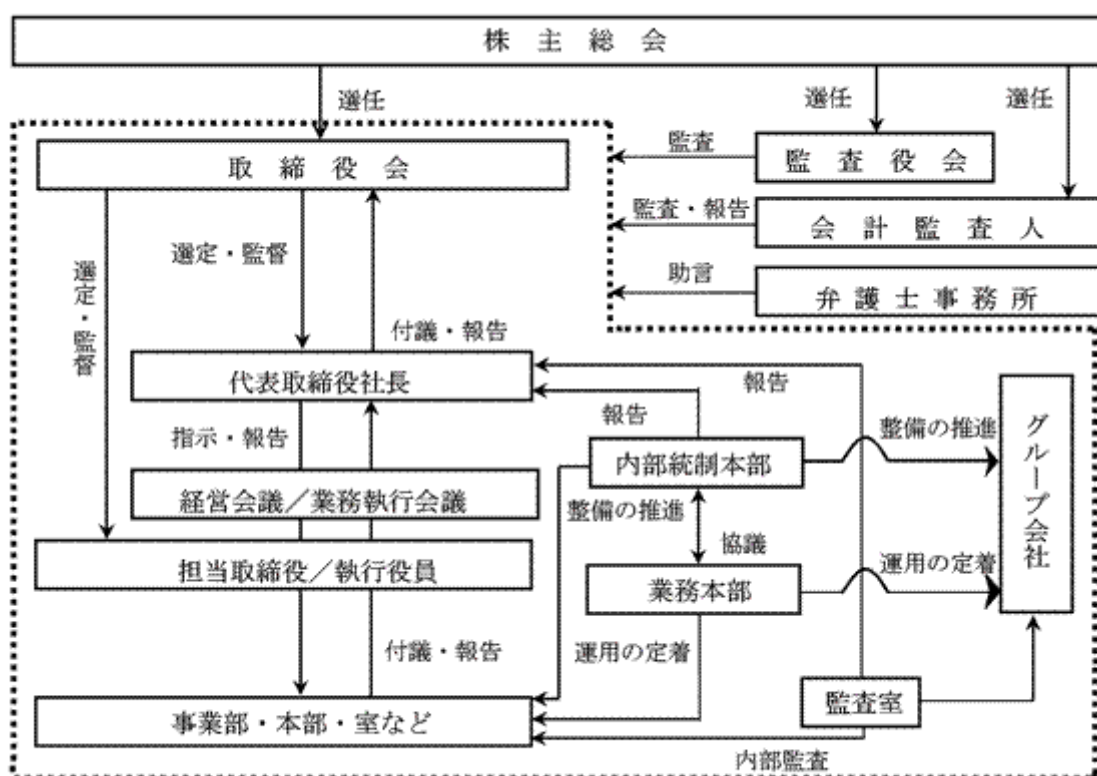 株主総会
選任
選任
選任
取締役会
監査
監査役会
監査・報告
会計監査人
選定・監督
選定・監督
助言
弁護士事務所
付議・報告
代表取締役社長
報告
報告
指示・報告
整備の推進
グループ会社
内部統制本部
経営会議／業務執行会議
整備の推進
協議
担当取締役／執行役員
運用の定着
業務本部
付議・報告
運用の定着
監査室
事業部・本部・室など
内部監査